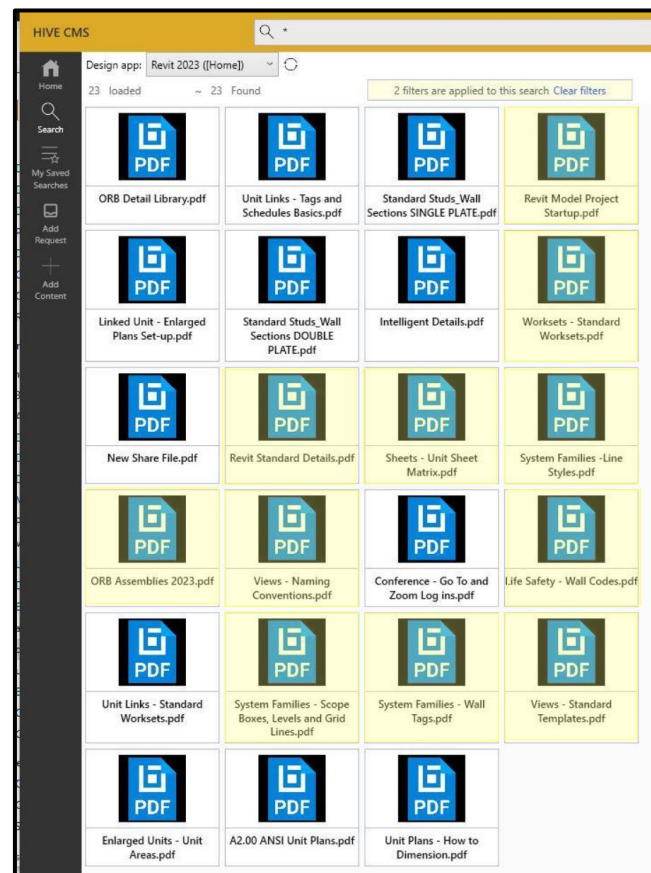 HIVE CMS
*
Design app: Revit 2023 ([Home])
23 loaded ~ 23 Found
2 filters are applied to this search Clear filters
Home
Search
My Saved
Searches
Add
Request
Add
Content
PDF
ORB Detail Library.pdf
PDF
Unit Links - Tags and
Schedules Basics.pdf
PDF
Standard Studs_Wall
Sections SINGLE PLATE.pdf
PDF
Revit Model Project
Startup.pdf
PDF
Linked Unit - Enlarged
Plans Set-up.pdf
PDF
Standard Studs_Wall
Sections DOUBLE
PLATE.pdf
PDF
Intelligent Details.pdf
PDF
Worksets - Standard
Worksets.pdf
PDF
New Share File.pdf
PDF
Revit Standard Details.pdf
PDF
Sheets - Unit Sheet
Matrix.pdf
PDF
System Families -Line
Styles.pdf
PDF
ORB Assemblies 2023.pdf
PDF
Views - Naming
Conventions.pdf
PDF
Conference - Go To and
Zoom Log ins.pdf
PDF
Life Safety - Wall Codes.pdf
PDF
Unit Links - Standard
Worksets.pdf
PDF
System Families - Scope
Boxes, Levels and Grid
Lines.pdf
PDF
System Families - Wall
Tags.pdf
PDF
Views - Standard
Templates.pdf
PDF
Enlarged Units - Unit
Areas.pdf
PDF
A2.00 ANSI Unit Plans.pdf
PDF
Unit Plans - How to
Dimension.pdf